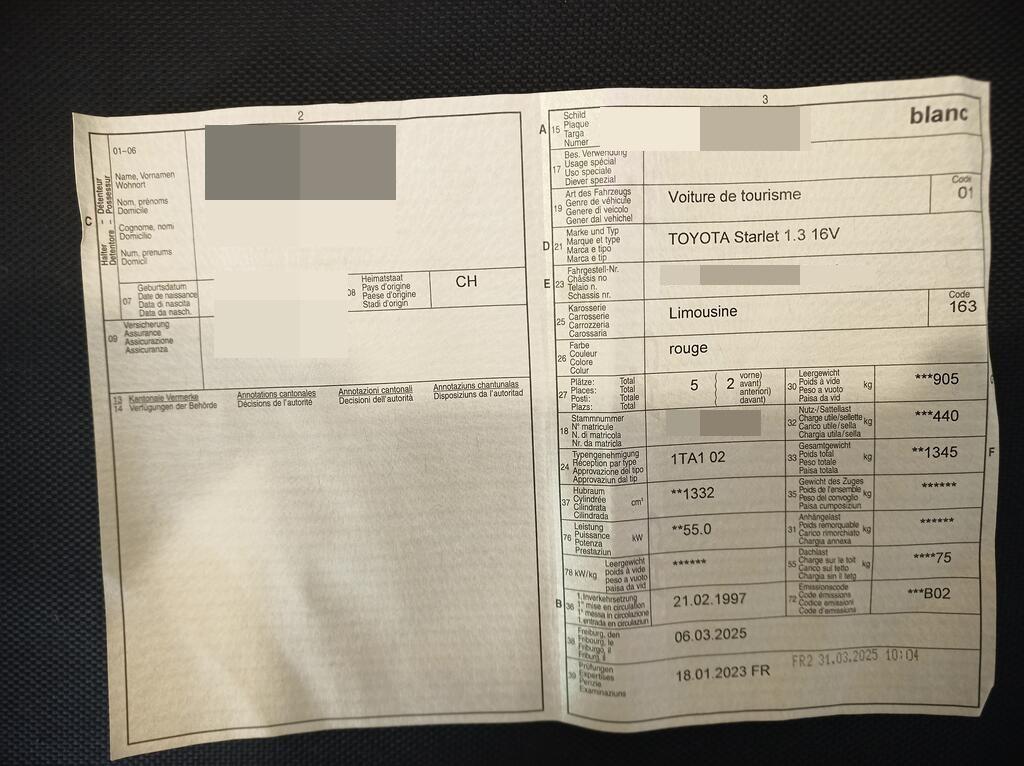 2
01-06
Name, Vornamen
Wohnort
Nom, prénoms
Domicile
Cognome, nomi
Domicilio
Num, prenums
Domicil
C
Halter - Détenteur
Detentore - Possessur
07
Geburtsdatum
Date de naissance
Data di nascita
Data da nasch.
08
Heimatstaat
Pays d'origine
Paese d'origine
Stadi d'origin
CH
09
Versicherung
Assurance
Assicurazione
Assicuranza
13 Kantonale Vermerke
14 Verfügungen der Behörde
Annotations cantonales
Décisions de l'autorité
Annotazioni cantonali
Decisioni dell'autorità
Annotaziuns chantunalas
Disposiziuns da l'autoritad
3
A 15
Schild
Plaque
Targa
Numer
blanc
17
Bes. Verwendung
Usage spécial
Uso speciale
Diever spezial
19
Art des Fahrzeugs
Genre de véhicule
Genere di veicolo
Gener dal vehichel
Voiture de tourisme
Code
01
D 21
Marke und Typ
Marque et type
Marca e tipo
Marca e tip
TOYOTA Starlet 1.3 16V
E 23
Fahrgestell-Nr.
Châssis no
Telaio n.
Schassis nr.
25
Karosserie
Carrosserie
Carrozzeria
Carossaria
Limousine
Code
163
26
Farbe
Couleur
Colore
Colur
rouge
27
Plätze: Total
Places: Total
Posti: Totale
Plazs: Total
5
2
vorne)
avant)
anteriori)
davant)
30
Leergewicht
Poids à vide
Peso a vuoto
Paisa da vid
kg
***905
18
Stammnummer
N° matricule
N. di matricola
Nr. da matricla
32
Nutz-/Sattellast
Charge utile/sellette
Carico utile/sella
Chargia utila/sella
kg
***440
24
Typengenehmigung
Réception par type
Approvazione del tipo
Approvaziun dal tip
1TA1 02
33
Gesamtgewicht
Poids total
Peso totale
Paisa totala
kg
**1345
F
37
Hubraum
Cylindrée
Cilindrata
Cilindrada
cm³
**1332
35
Gewicht des Zuges
Poids de l'ensemble
Peso del convoglio
Paisa cumposiziun
kg
******
76
Leistung
Puissance
Potenza
Prestaziun
kW
**55.0
31
Anhängelast
Poids remorquable
Carico rimorchiato
Chargia annexa
kg
******
78 kW/kg
Leergewicht
poids à vide
peso a vuoto
paisa da vid
******
55
Dachlast
Charge sur le toit
Carico sul tetto
Chargia sin il tetg
kg
****75
B 36
1. Inverkehrsetzung
1re mise en circulation
1a messa in circolazione
1. entrada en circulaziun
21.02.1997
72
Emissionscode
Code émissions
Codice emissioni
Code d'emissiuns
***B02
38
Freiburg, den
Fribourg, le
Friburgo, il
Friburg, il
06.03.2025
39
Prüfungen
Expertises
Perizie
Examinaziuns
18.01.2023 FR
FR2 31.03.2025 10:04